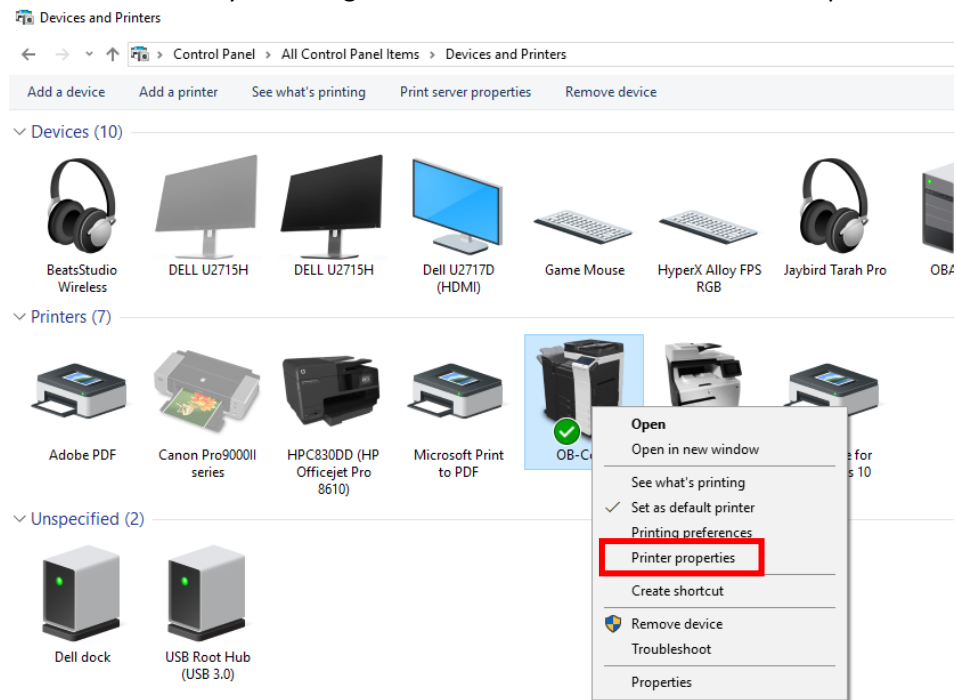 Devices and Printers
Control Panel > All Control Panel Items > Devices and Printers
Add a device Add a printer See what's printing Print server properties Remove device
Devices (10)
BeatsStudio Wireless
DELL U2715H
DELL U2715H
Dell U2717D (HDMI)
Game Mouse
HyperX Alloy FPS RGB
Jaybird Tarah Pro
OBA
Printers (7)
Adobe PDF
Canon Pro9000II series
HPC830DD (HP Officejet Pro 8610)
Microsoft Print to PDF
OB-C
for
s 10
Open
Open in new window
See what's printing
Set as default printer
Printing preferences
Printer properties
Create shortcut
Remove device
Troubleshoot
Properties
Unspecified (2)
Dell dock
USB Root Hub (USB 3.0)